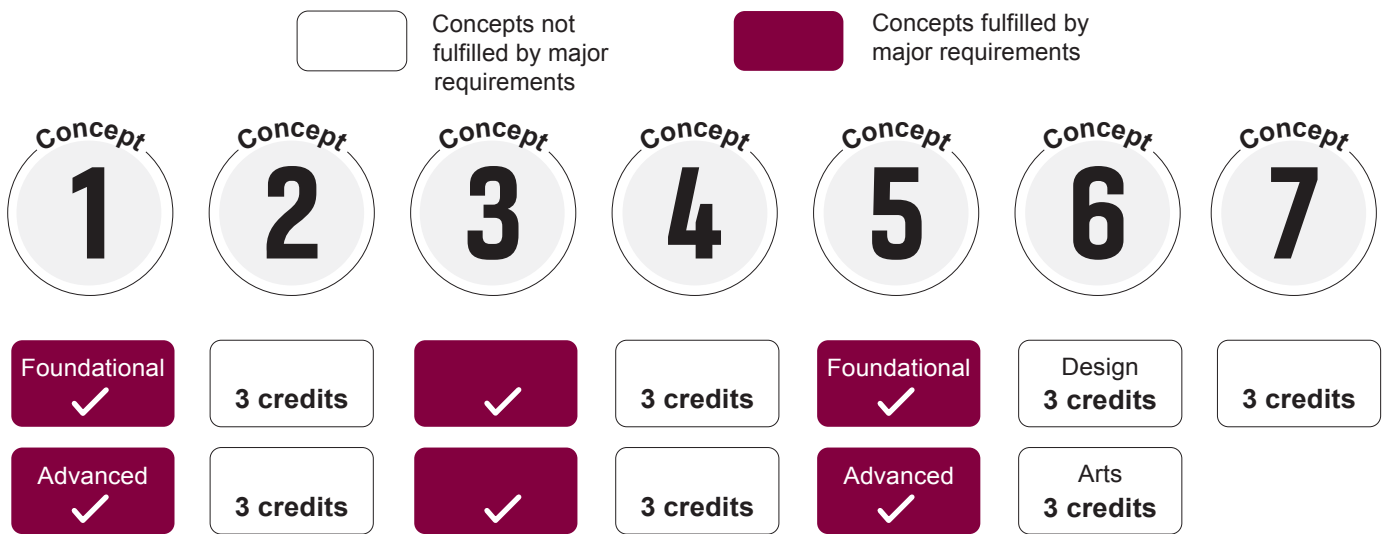 Concepts not
fulfilled by major
requirements
Concepts fulfilled by
major requirements
Concept
1
Concept
2
Concept
3
Concept
4
Concept
5
Concept
6
Concept
7
Foundational
3 credits
3 credits
Foundational
Design
3 credits
3 credits
Advanced
3 credits
3 credits
Advanced
Arts
3 credits